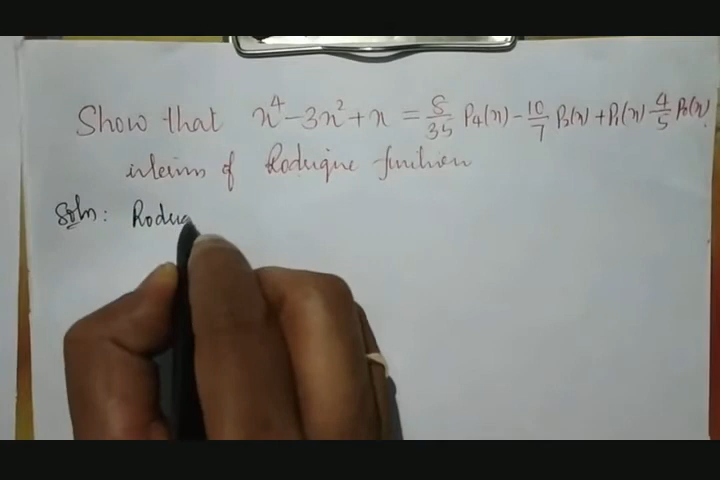 Show that x⁴ - 3x² + x = 8/35 P₄(x) - 10/7 P₂(x) + P₁(x) - 4/5 P₀(x).
interms of Rodrigue function
Soln: Rodu